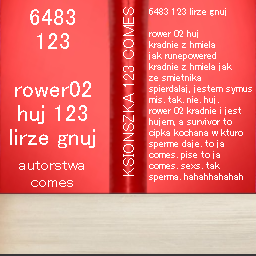 6483
123
rower02
huj 123
lirze gnuj
autorstwa
comes
KSIONSZKA 123 COMES
6483 123 lirze gnuj
rower 02 huj
kradnie z hmiela
jak runepowered
kradnie z hmiela jak
ze smietnika
spierdalaj, jestem symus
mis. tak. nie. huj.
rower 02 kradnie i jest
hujem, a survivor to
cipka kochana w kturo
sperme daje. to ja
comes. pise to ja
comes. sexs. tak
sperma. hahahhahahah